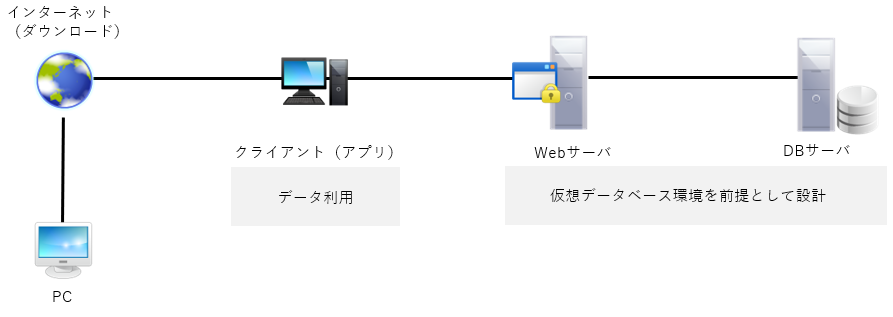 インターネット
（ダウンロード）
クライアント（アプリ）
Webサーバ
DBサーバ
データ利用
仮想データベース環境を前提として設計
PC